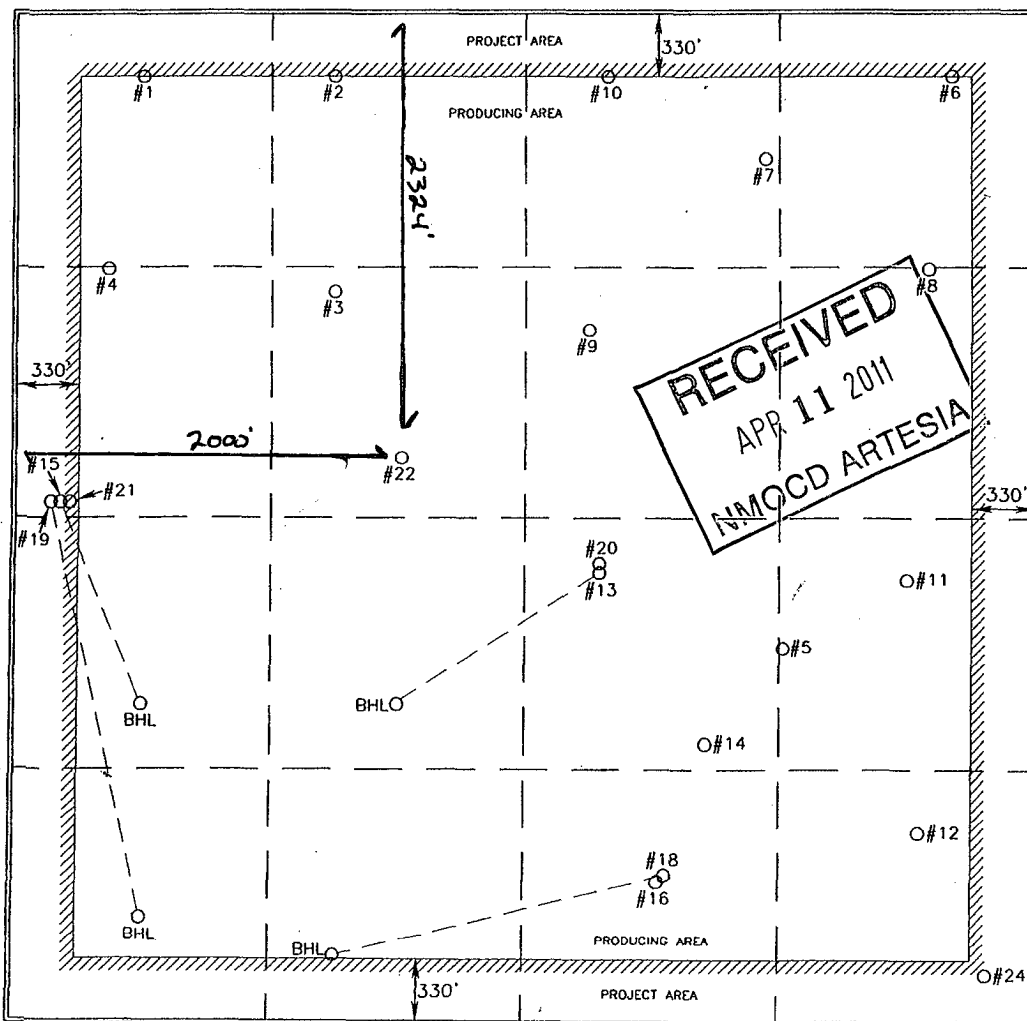 PROJECT AREA
330'
#1
#2
#10
#6
PRODUCING AREA
#7
2324'
#4
#3
#8
#9
RECEIVED
APR 11 2011
NMOCD ARTESIA
330'
2000'
#15
#22
#21
330'
#19
#20
#13
#11
#5
BHL
BHL
#14
#12
#18
#16
BHL
BHL
PRODUCING AREA
#24
330'
PROJECT AREA